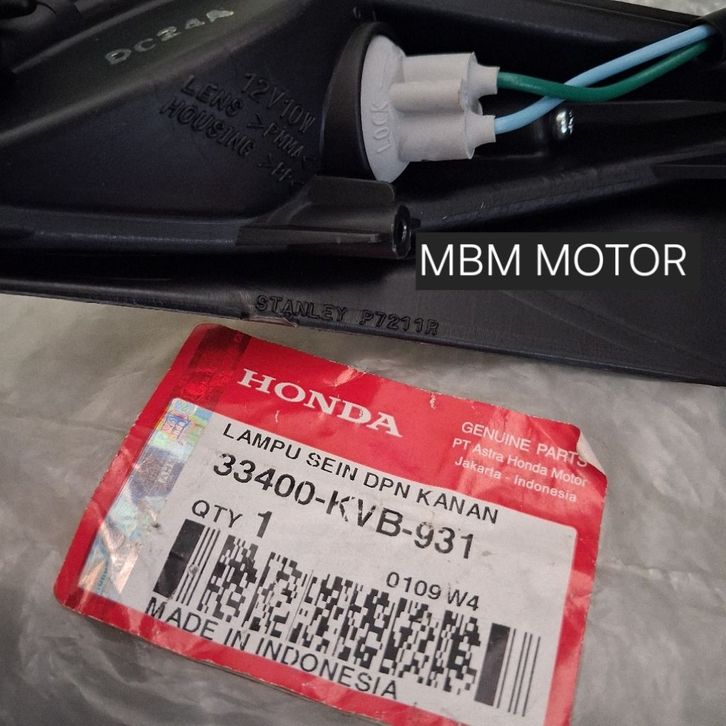 DC24A
12V10W
LENS >PMMA<
HOUSING >H<
LOCK
MBM MOTOR
STANLEY P7211R
HONDA
GENUINE PARTS
PT Astra Honda Motor
Jakarta - Indonesia
LAMPU SEIN DPN KANAN
33400-KVB-931
QTY 1
0109 W4
MADE IN INDONESIA